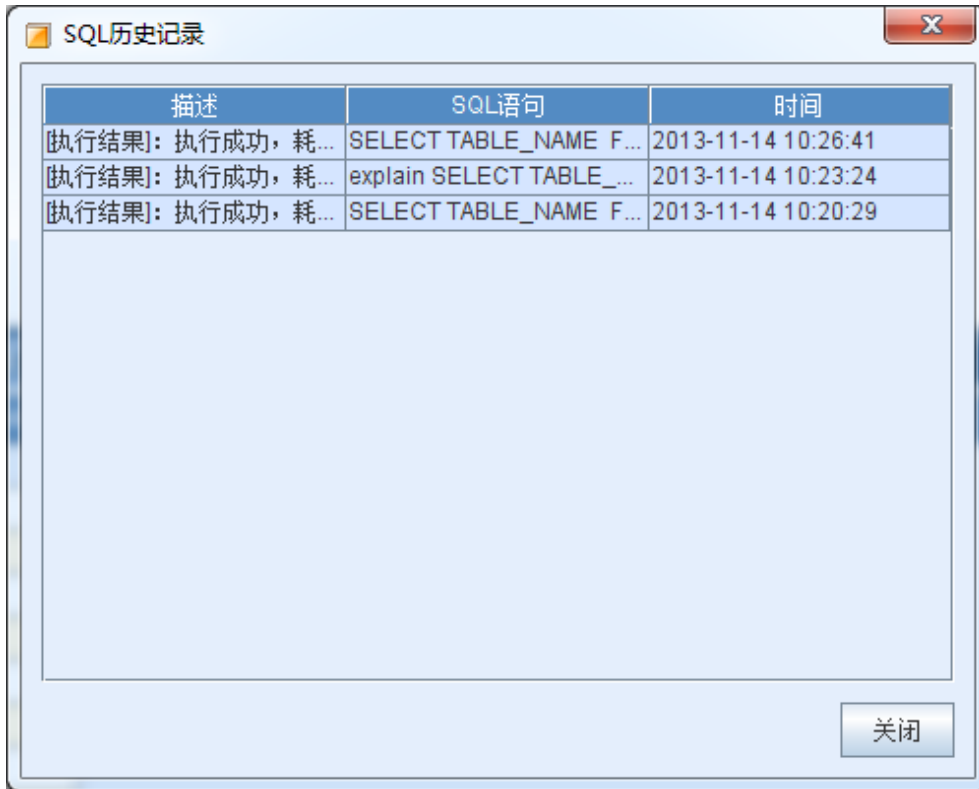 SQL历史记录
描述 SQL语句 时间
[执行结果]：执行成功，耗... SELECT TABLE_NAME F... 2013-11-14 10:26:41
[执行结果]：执行成功，耗... explain SELECT TABLE_... 2013-11-14 10:23:24
[执行结果]：执行成功，耗... SELECT TABLE_NAME F... 2013-11-14 10:20:29
关闭